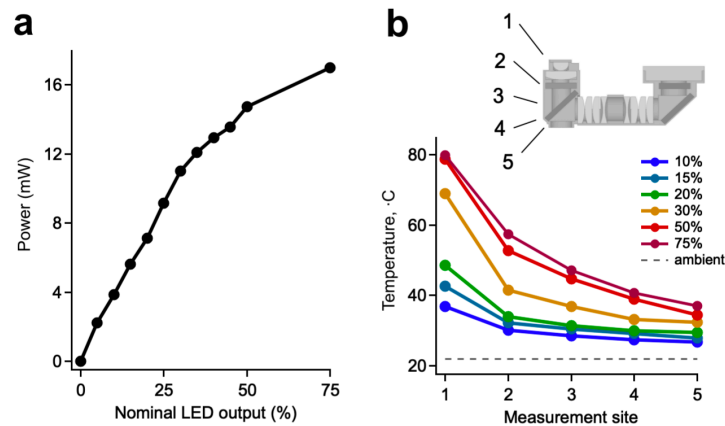 a
16
12
8
4
0
Power (mW)
0 25 50 75
Nominal LED output (%)
b
1
2
3
4
5
80
60
40
20
Temperature, ·C
10%
15%
20%
30%
50%
75%
ambient
1 2 3 4 5
Measurement site